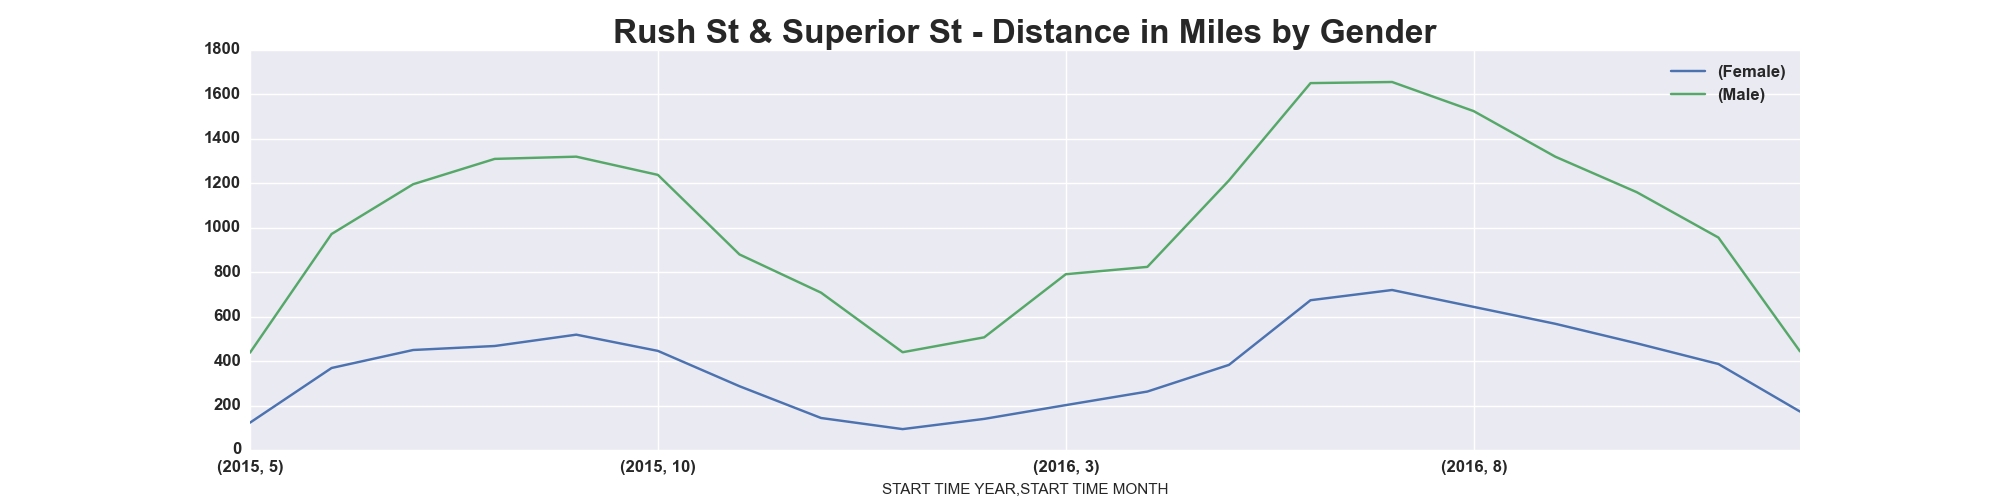 Rush St & Superior St - Distance in Miles by Gender
1800
1600
1400
1200
1000
800
600
400
200
0
(Female)
(Male)
(2015, 5) (2015, 10) (2016, 3) (2016, 8)
START TIME YEAR,START TIME MONTH